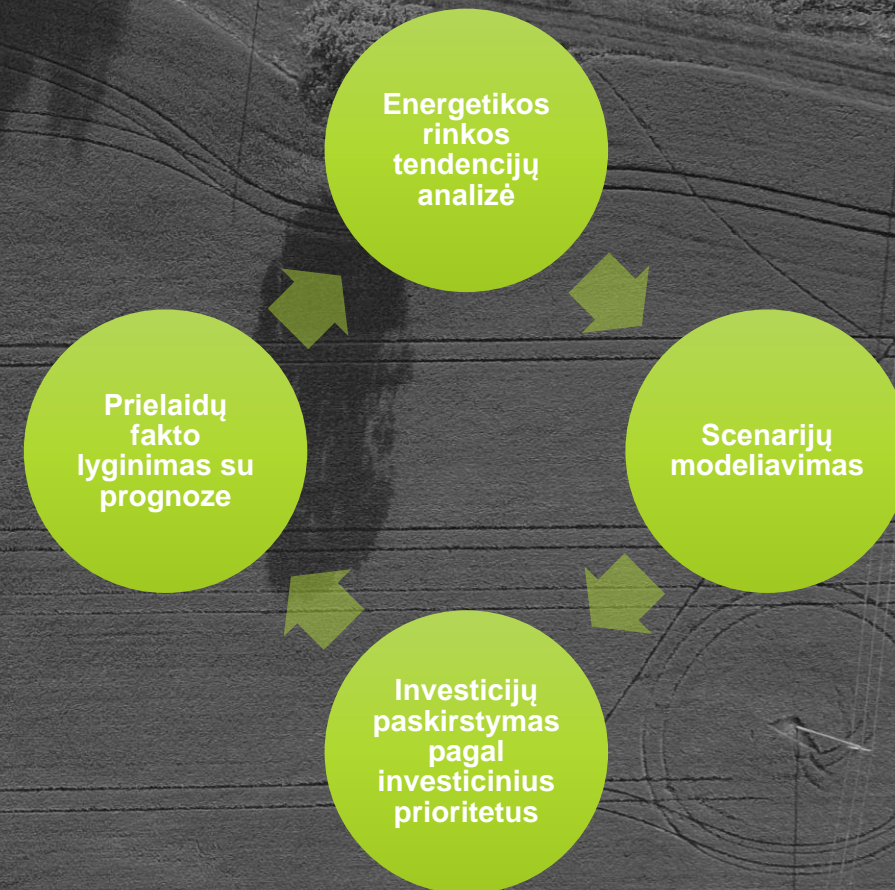 Energetikos
rinkos
tendencijų
analizė
Scenarijų
modeliavimas
Investicijų
paskirstymas
pagal
investicinius
prioritetus
Prielaidų
fakto
lyginimas su
prognoze